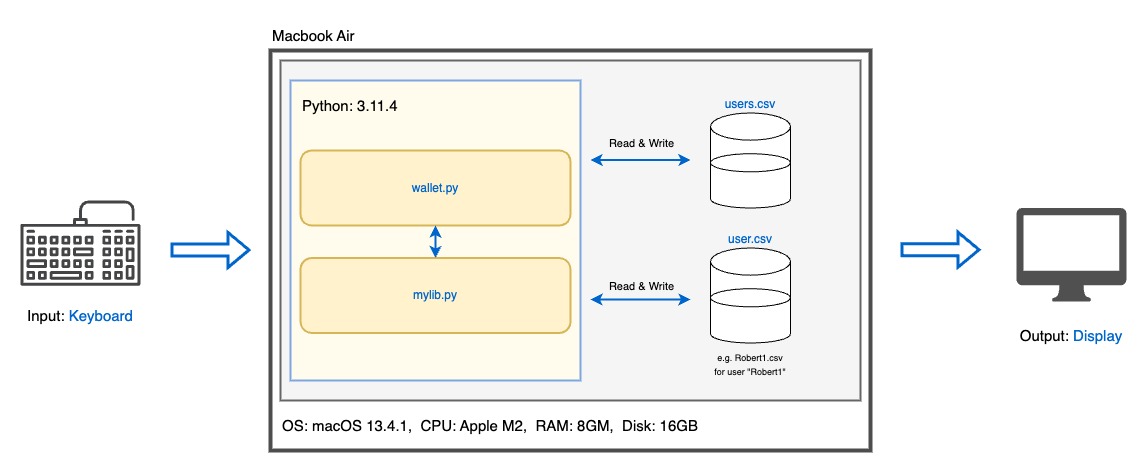 Macbook Air
Python: 3.11.4
users.csv
Read & Write
wallet.py
user.csv
Read & Write
mylib.py
Input: Keyboard
Output: Display
e.g. Robert1.csv
for user "Robert1"
OS: macOS 13.4.1, CPU: Apple M2, RAM: 8GM, Disk: 16GB